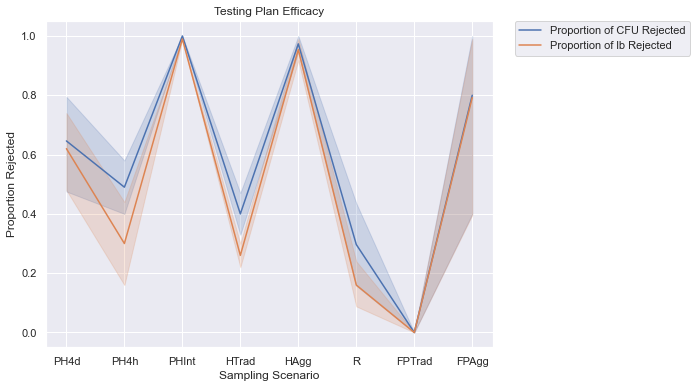 Testing Plan Efficacy
Proportion of CFU Rejected
Proportion of lb Rejected
Proportion Rejected
1.0
0.8
0.6
0.4
0.2
0.0
PH4d PH4h PHInt HTrad HAgg R FPTrad FPAgg
Sampling Scenario